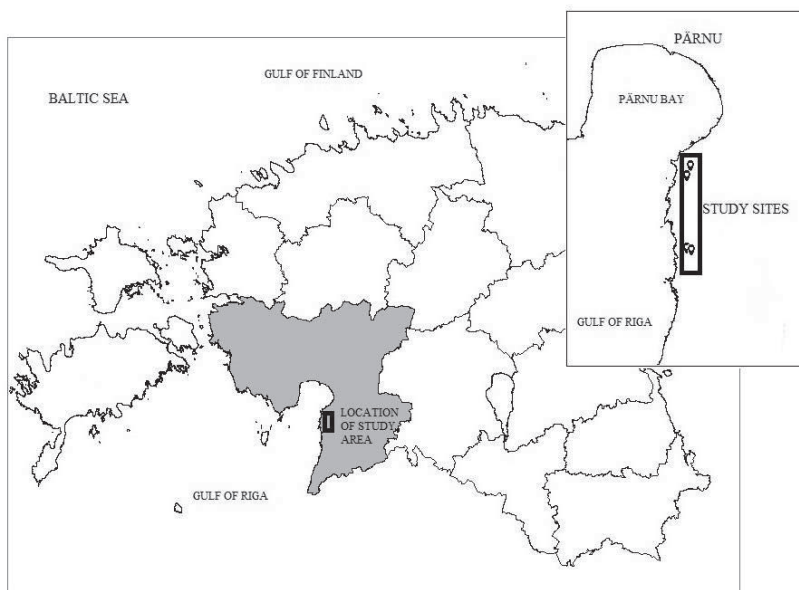 PÄRNU
GULF OF FINLAND
BALTIC SEA
PÄRNU BAY
STUDY SITES
GULF OF RIGA
LOCATION
OF STUDY
AREA
GULF OF RIGA